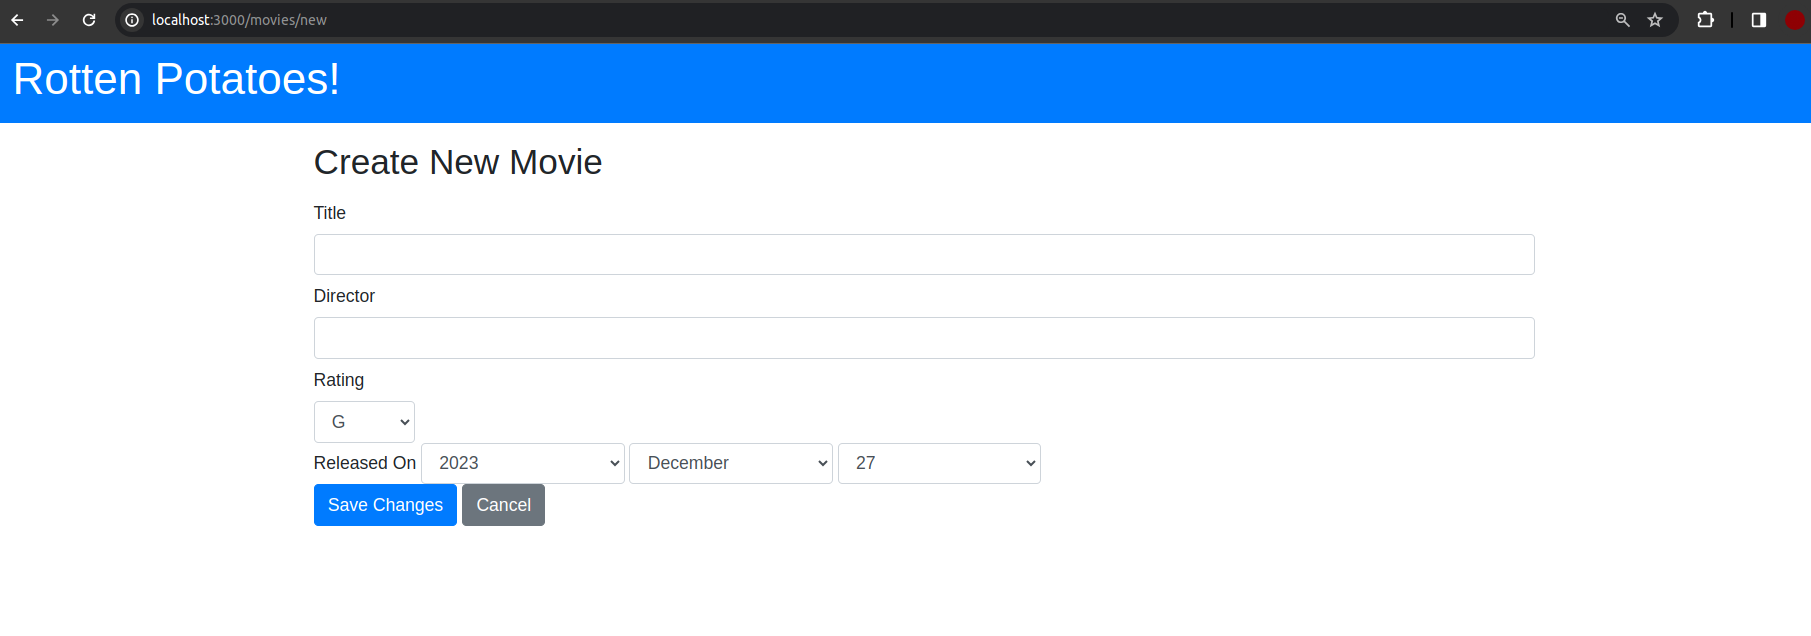 localhost:3000/movies/new
Rotten Potatoes!
Create New Movie
Title
Director
Rating
G
Released On 2023 December 27
Save Changes Cancel